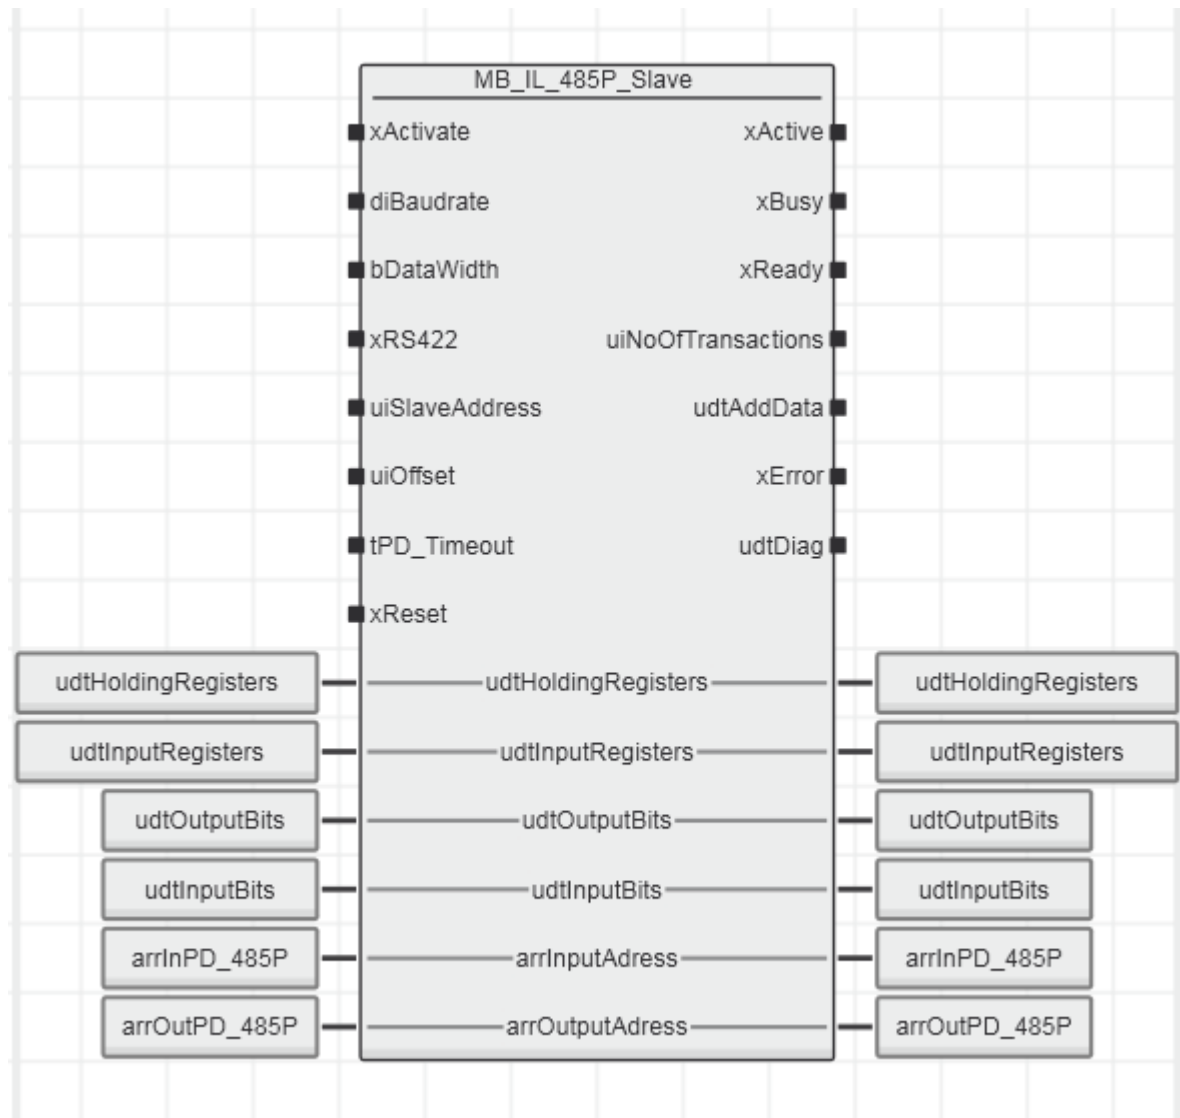 MB_IL_485P_Slave
xActivate xActive
diBaudrate xBusy
bDataWidth xReady
xRS422 uiNoOfTransactions
uiSlaveAddress udtAddData
uiOffset xError
tPD_Timeout udtDiag
xReset
udtHoldingRegisters udtHoldingRegisters udtHoldingRegisters
udtInputRegisters udtInputRegisters udtInputRegisters
udtOutputBits udtOutputBits udtOutputBits
udtInputBits udtInputBits udtInputBits
arrInPD_485P arrInputAdress arrInPD_485P
arrOutPD_485P arrOutputAdress arrOutPD_485P